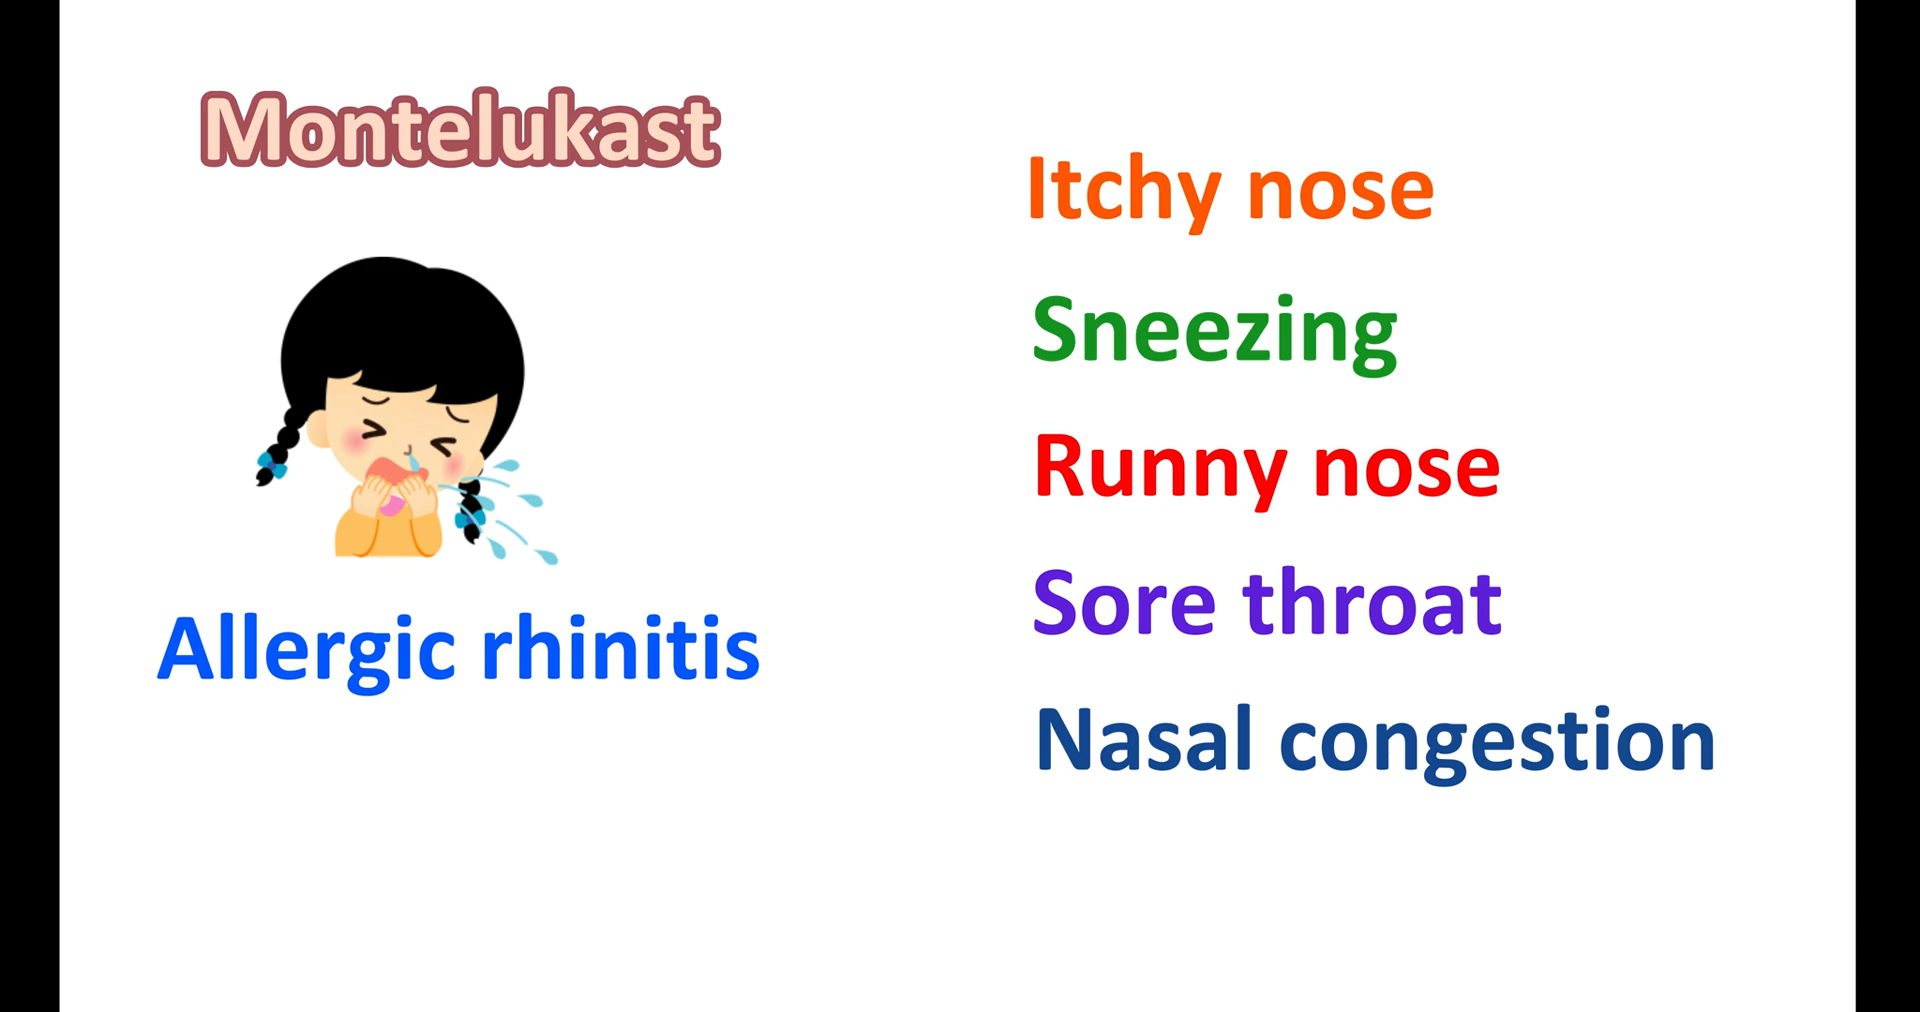 Montelukast
Allergic rhinitis
Itchy nose
Sneezing
Runny nose
Sore throat
Nasal congestion